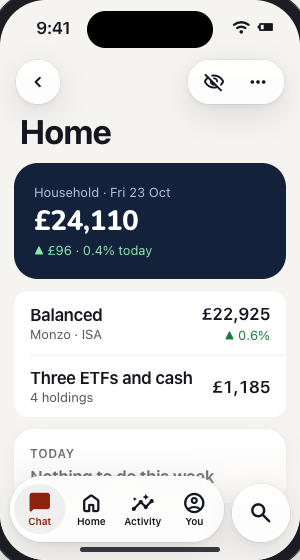 9:41
Home
Household · Fri 23 Oct
£24,110
▲ £96 · 0.4% today
Balanced
£22,925
Monzo · ISA
▲ 0.6%
Three ETFs and cash
£1,185
4 holdings
TODAY
Nothing to do this week
Chat
Home
Activity
You